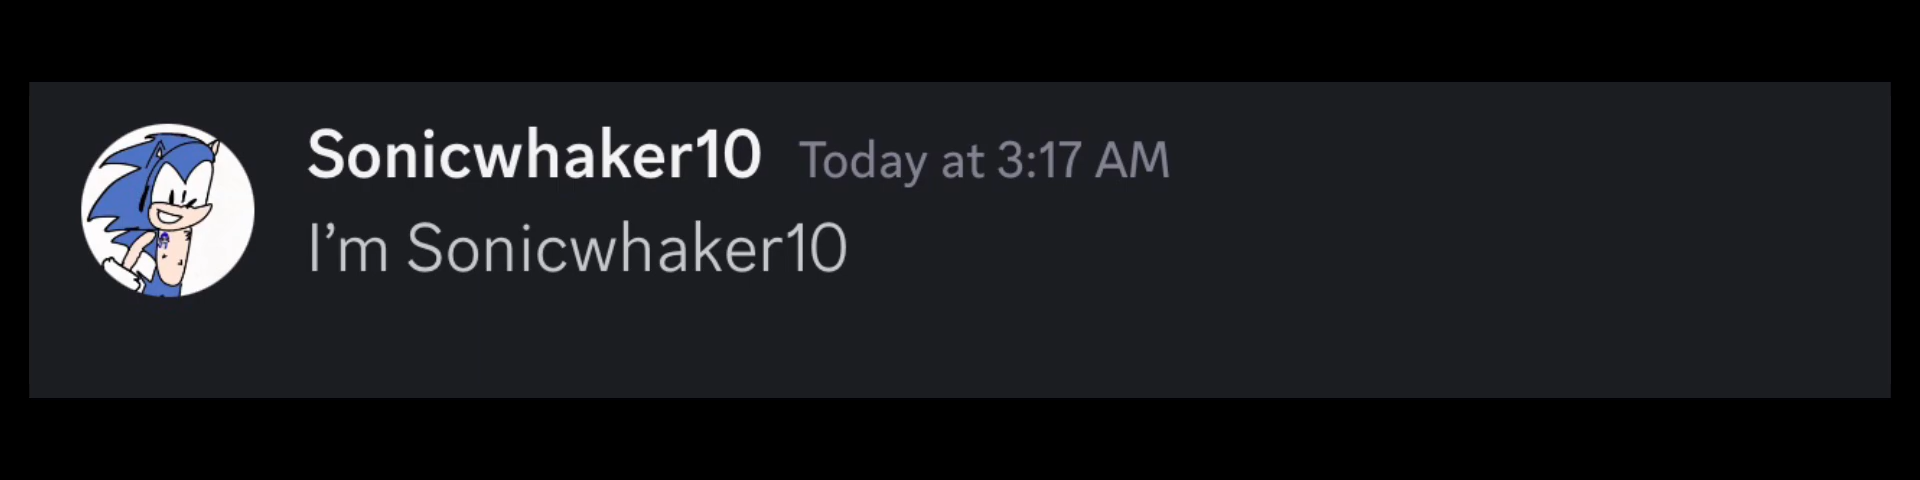 Sonicwhaker10 Today at 3:17 AM
I’m Sonicwhaker10